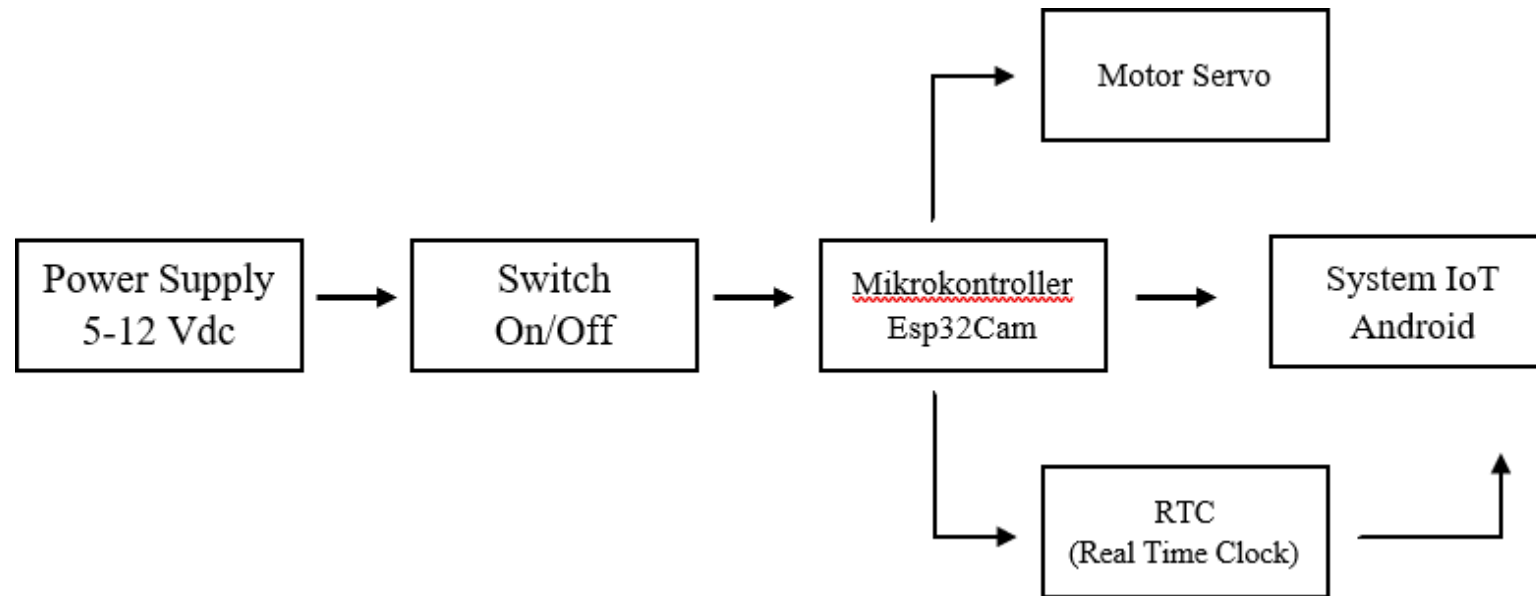 Motor Servo
Power Supply
5-12 Vdc
Switch
On/Off
Mikrokontroller
Esp32Cam
System IoT
Android
RTC
(Real Time Clock)